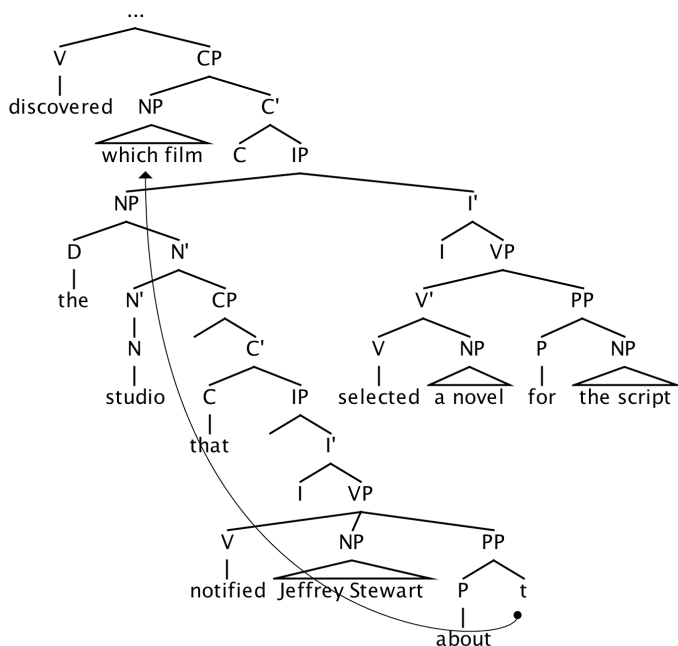 ...
V CP
discovered NP C'
which film C IP
NP I'
D N' I VP
the N' CP V' PP
N C' V NP P NP
studio C IP selected a novel for the script
that I'
I VP
V NP PP
notified Jeffrey Stewart P t
about